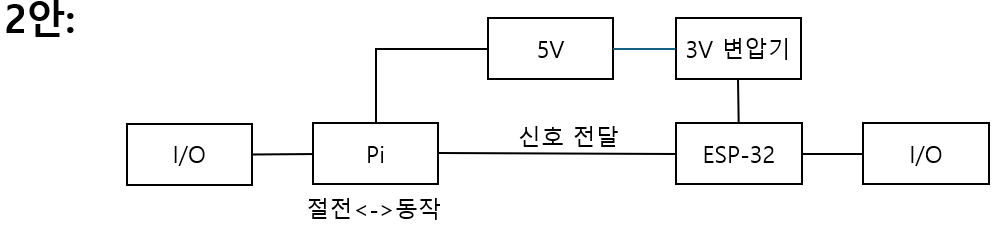 2안:
5V
3V 변압기
신호 전달
I/O
Pi
ESP-32
I/O
절전<->동작